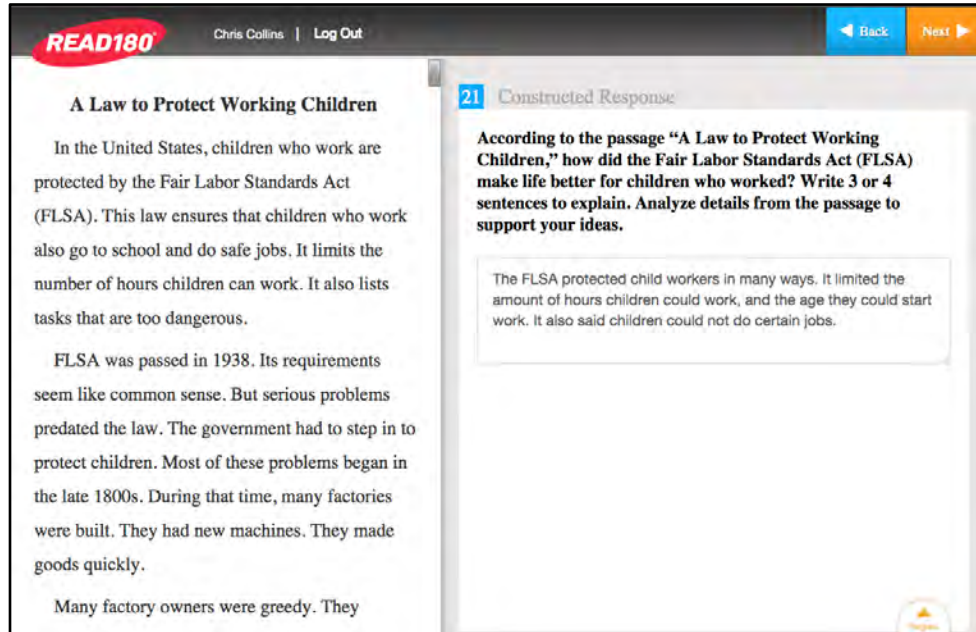 READ180
Chris Collins | Log Out
Back
Next
A Law to Protect Working Children
In the United States, children who work are
protected by the Fair Labor Standards Act
(FLSA). This law ensures that children who work
also go to school and do safe jobs. It limits the
number of hours children can work. It also lists
tasks that are too dangerous.
FLSA was passed in 1938. Its requirements
seem like common sense. But serious problems
predated the law. The government had to step in to
protect children. Most of these problems began in
the late 1800s. During that time, many factories
were built. They had new machines. They made
goods quickly.
Many factory owners were greedy. They
21 Constructed Response
According to the passage “A Law to Protect Working
Children,” how did the Fair Labor Standards Act (FLSA)
make life better for children who worked? Write 3 or 4
sentences to explain. Analyze details from the passage to
support your ideas.
The FLSA protected child workers in many ways. It limited the
amount of hours children could work, and the age they could start
work. It also said children could not do certain jobs.